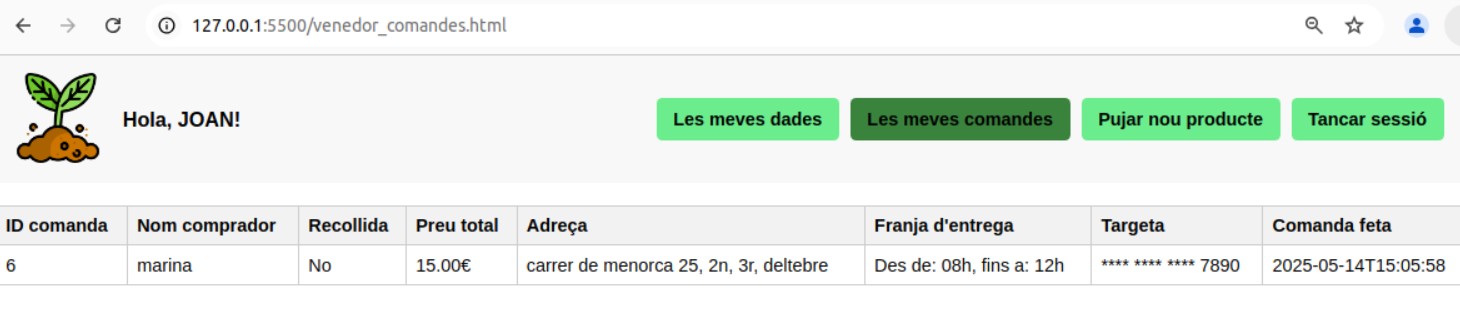 127.0.0.1:5500/venedor_comandes.html
Hola, JOAN!
Les meves dades
Les meves comandes
Pujar nou producte
Tancar sessió
ID comanda Nom comprador Recollida Preu total Adreça Franja d'entrega Targeta Comanda feta
6 marina No 15.00€ carrer de menorca 25, 2n, 3r, deltebre Des de: 08h, fins a: 12h **** **** **** 7890 2025-05-14T15:05:58